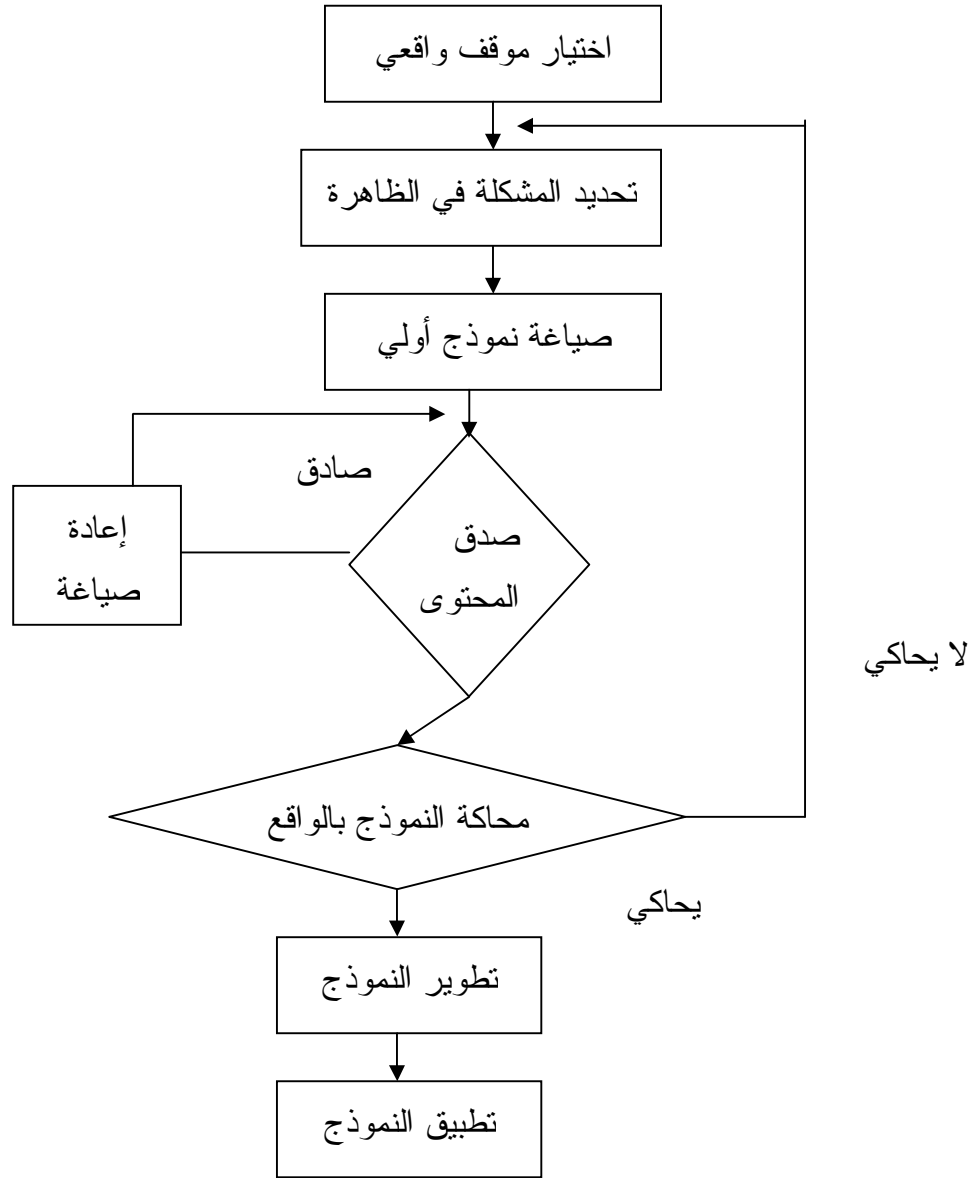 اختيار موقف واقعي
تحديد المشكلة في الظاهرة
صياغة نموذج أولي
صادق
إعادة
صياغة
صدق
المحتوى
لا يحاكي
محاكة النموذج بالواقع
يحاكي
تطوير النموذج
تطبيق النموذج